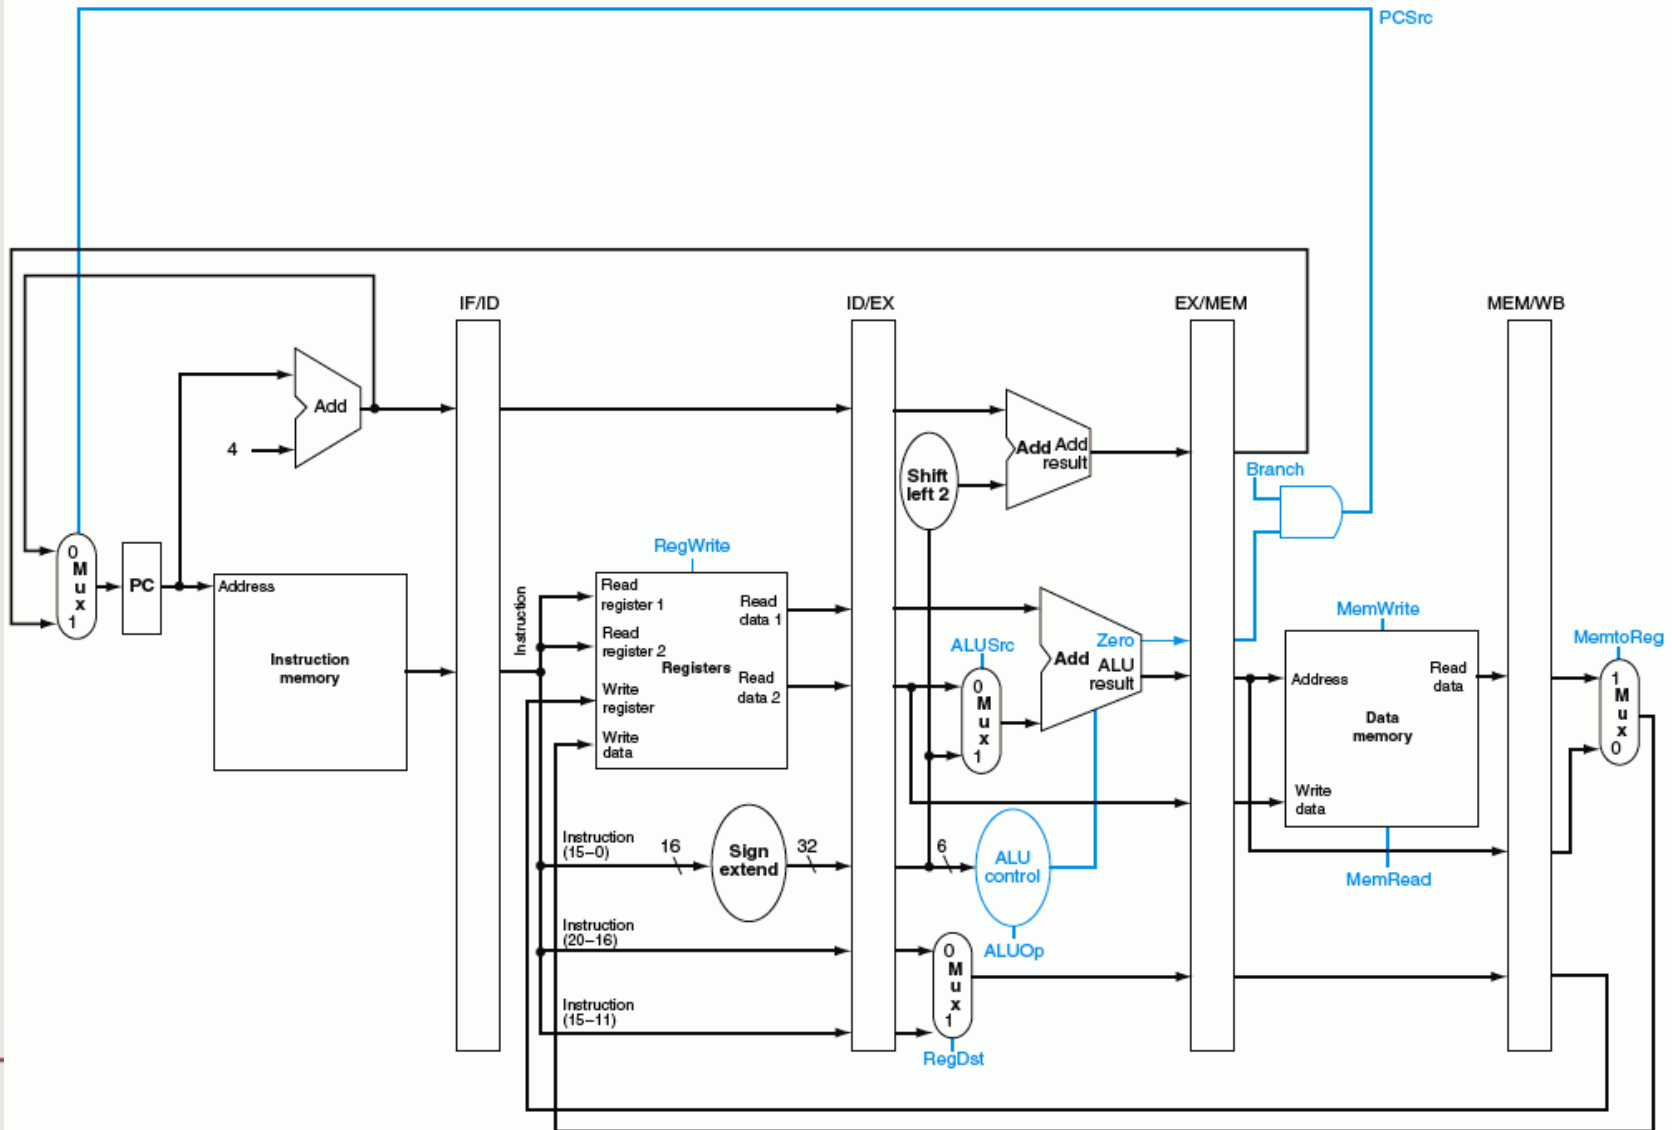 PCSrc
IF/ID
ID/EX
EX/MEM
MEM/WB
Add
4
Shift
left 2
Add Add
result
Branch
0
M
u
x
1
PC
Address
Instruction
memory
Instruction
RegWrite
Read
register 1
Read
register 2
Registers
Write
register
Write
data
Read
data 1
Read
data 2
ALUSrc
0
M
u
x
1
Zero
Add ALU
result
MemWrite
Address
Read
data
Data
memory
Write
data
MemRead
MemtoReg
1
M
u
x
0
Instruction
(15–0)
16
Sign
extend
32
6
ALU
control
ALUOp
Instruction
(20–16)
Instruction
(15–11)
0
M
u
x
1
RegDst